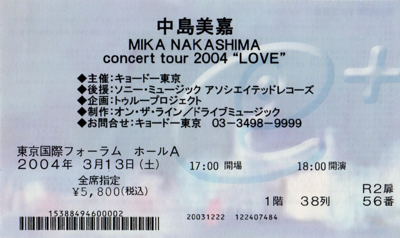 中島美嘉
MIKA NAKASHIMA
concert tour 2004 “LOVE”
◆主催：キョードー東京
◆後援：ソニー・ミュージック アソシエイテッドレコーズ
◆企画：トゥループロジェクト
◆制作：オン・ザ・ライン／ドライブミュージック
◆お問合せ：キョードー東京　03-3498-9999
東京国際フォーラム　ホールA
2004年 3月13日(土)　17:00 開場　18:00 開演
全席指定
¥5,800(税込)
R2扉
1階　38列　56番
15388494600002
20031222 122407484
e+